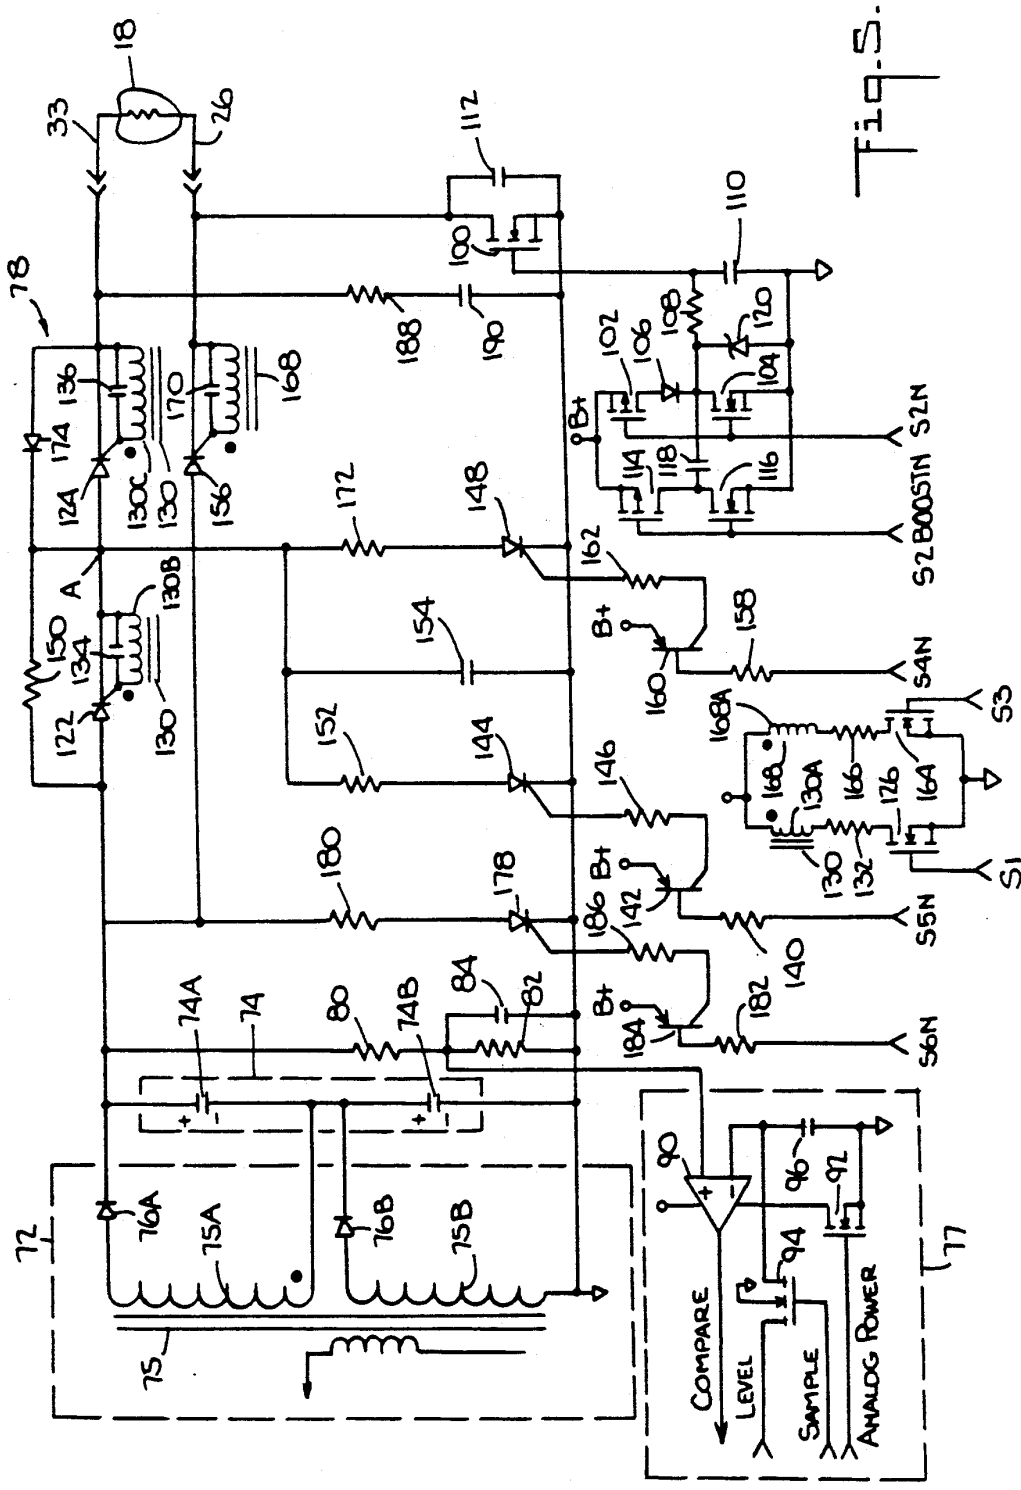 72
76A
75A
75
76B
75B
74A
74
80
74B
84
82
180
178
186
B+
184
182
S6N
122
150
134
130
130B
A
152
144
154
146
B+
142
140
S5N
78
174
124
136
130C
130
170
156
168
172
148
162
B+
160
158
S4N
168A
168
130A
130
132
166
126
164
S1
S3
33
18
26
188
190
100
112
B+
102
106
108
110
114
118
116
104
120
S2BOOSTN
S2N
90
+
−
96
92
94
77
COMPARE
LEVEL
SAMPLE
ANALOG POWER
+
−
+
−
Fig.5.